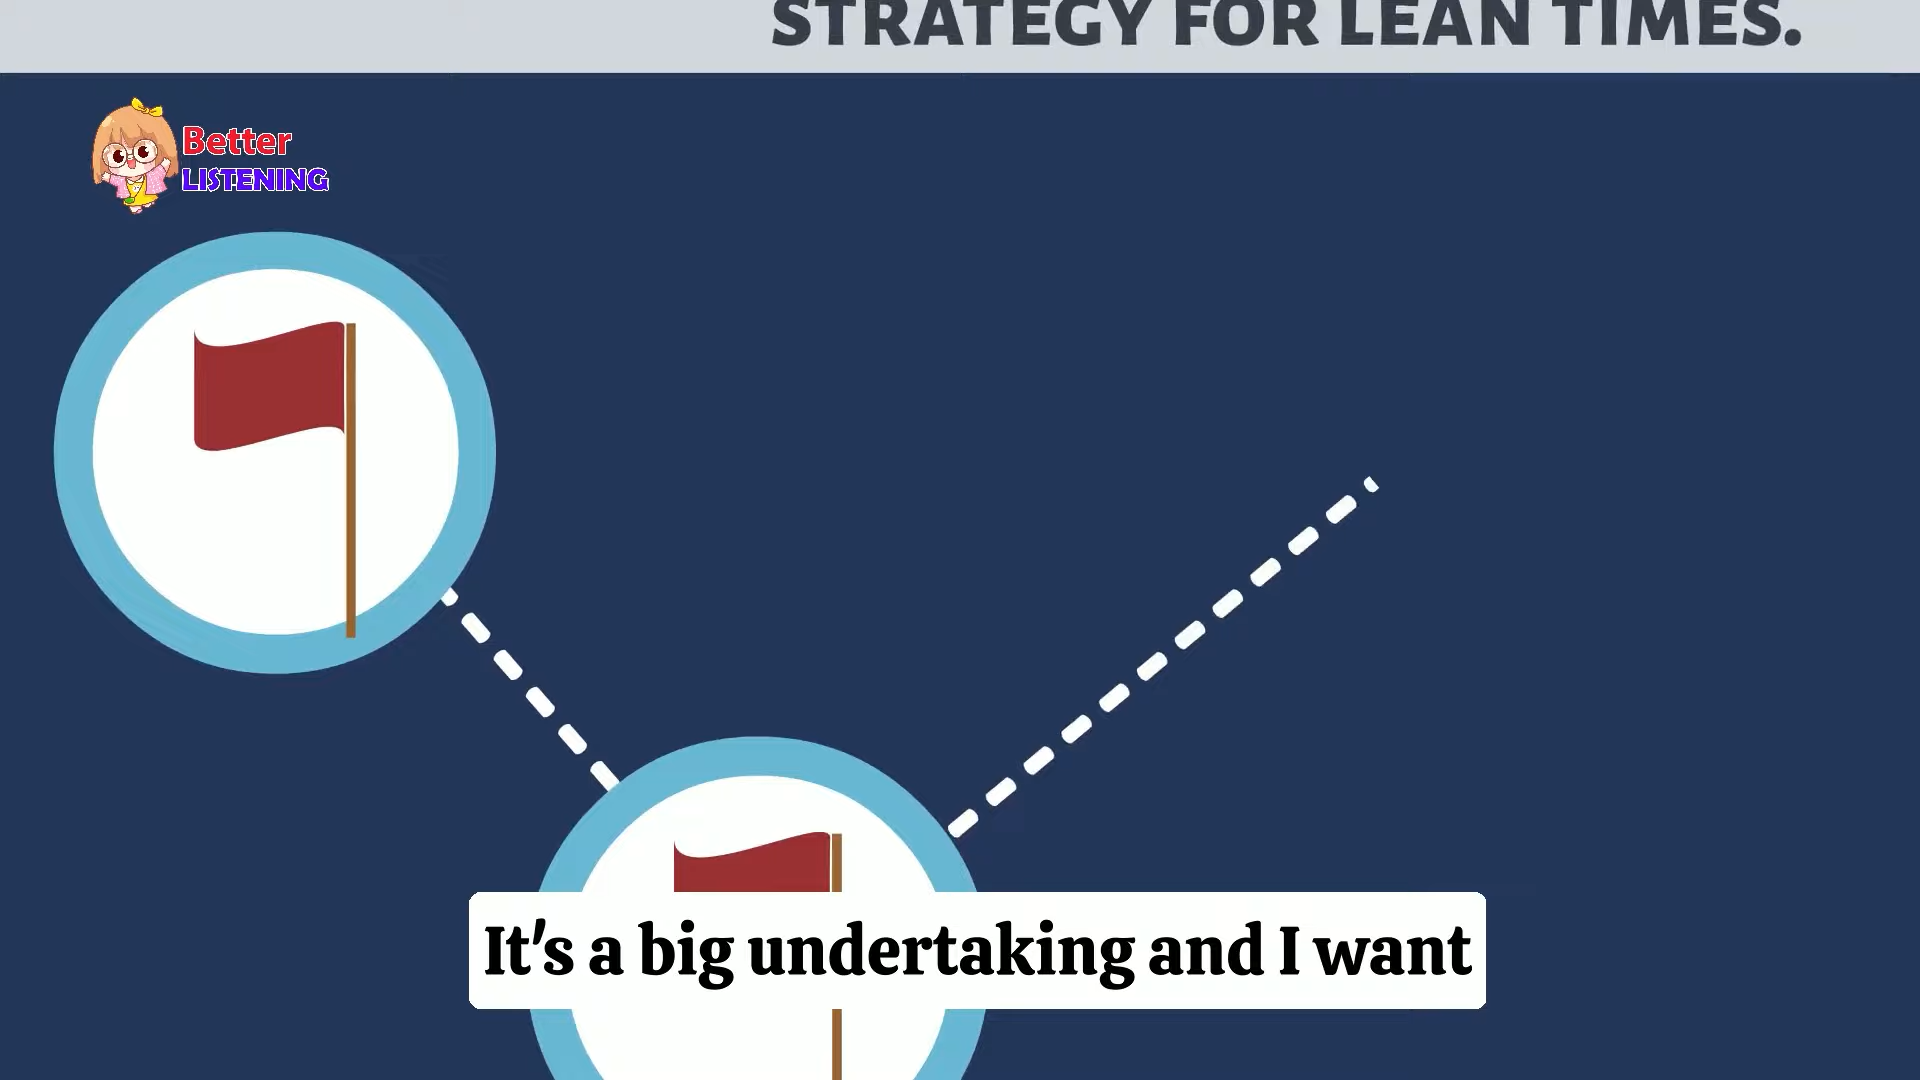 STRATEGY FOR LEAN TIMES.
Better
LISTENING
It's a big undertaking and I want